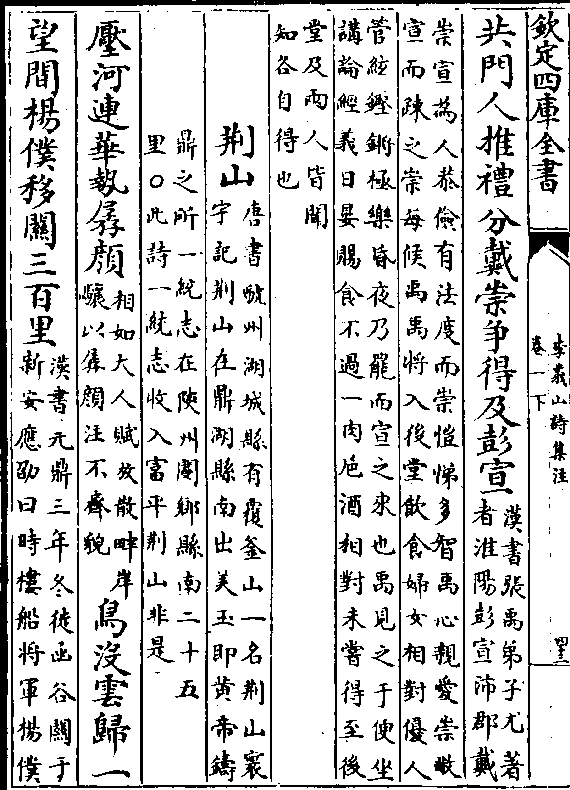 欽定四庫全書
李義山詩集注
卷一下
共門人推禮分戴崇爭得及彭宣
漢書張禹弟子尤著
者淮陽彭宣沛郡戴
崇宣為人恭儉有法度而崇愷悌多智禹心親愛崇敬
宣而疎之崇每候禹禹將入後堂飲食婦女相對優人
管絃鏗鏘極樂昏夜乃罷而宣之來也禹見之于便坐
講論經義日晏賜食不過一肉巵酒相對未嘗得至後
堂及兩人皆聞
知各自得也
荆山
唐書虢州湖城縣有覆釜山一名荆山寰
宇記荆山在鼎湖縣南出美玉即黄帝鑄
鼎之所一統志在陜州閿鄉縣南二十五
里○此詩一統志收入富平荆山非是
壓河連華埶孱顔
相如大人賦放散畔岸
驤以孱顔注不齊貌
鳥沒雲歸一
望間楊僕移關三百里
漢書元鼎三年冬徙函谷關于
新安應劭曰時樓船將軍楊僕